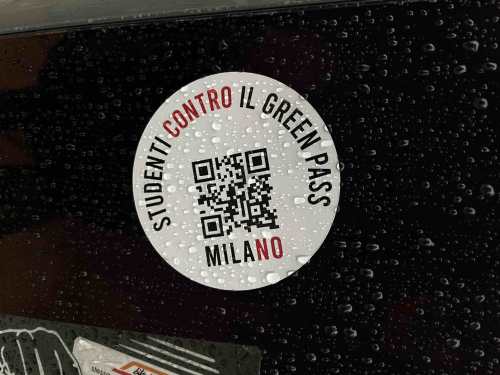 STUDENTI CONTRO IL GREEN PASS
MILANO